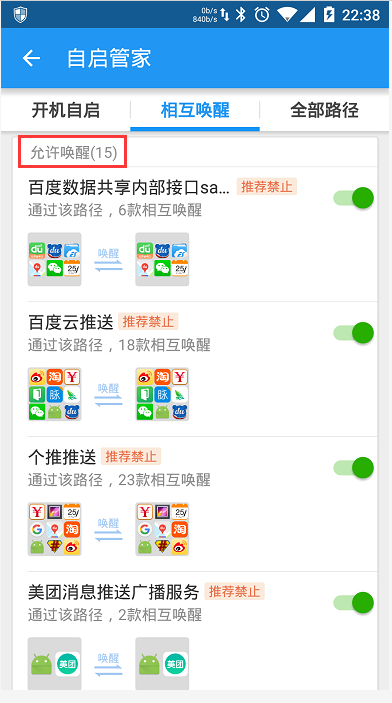 0b/s
840b/s
22:38
自启管家
开机自启
相互唤醒
全部路径
允许唤醒(15)
百度数据共享内部接口sa... 推荐禁止
通过该路径，6款相互唤醒
唤醒
百度云推送 推荐禁止
通过该路径，18款相互唤醒
唤醒
个推推送 推荐禁止
通过该路径，23款相互唤醒
唤醒
美团消息推送广播服务 推荐禁止
通过该路径，2款相互唤醒
唤醒
美团